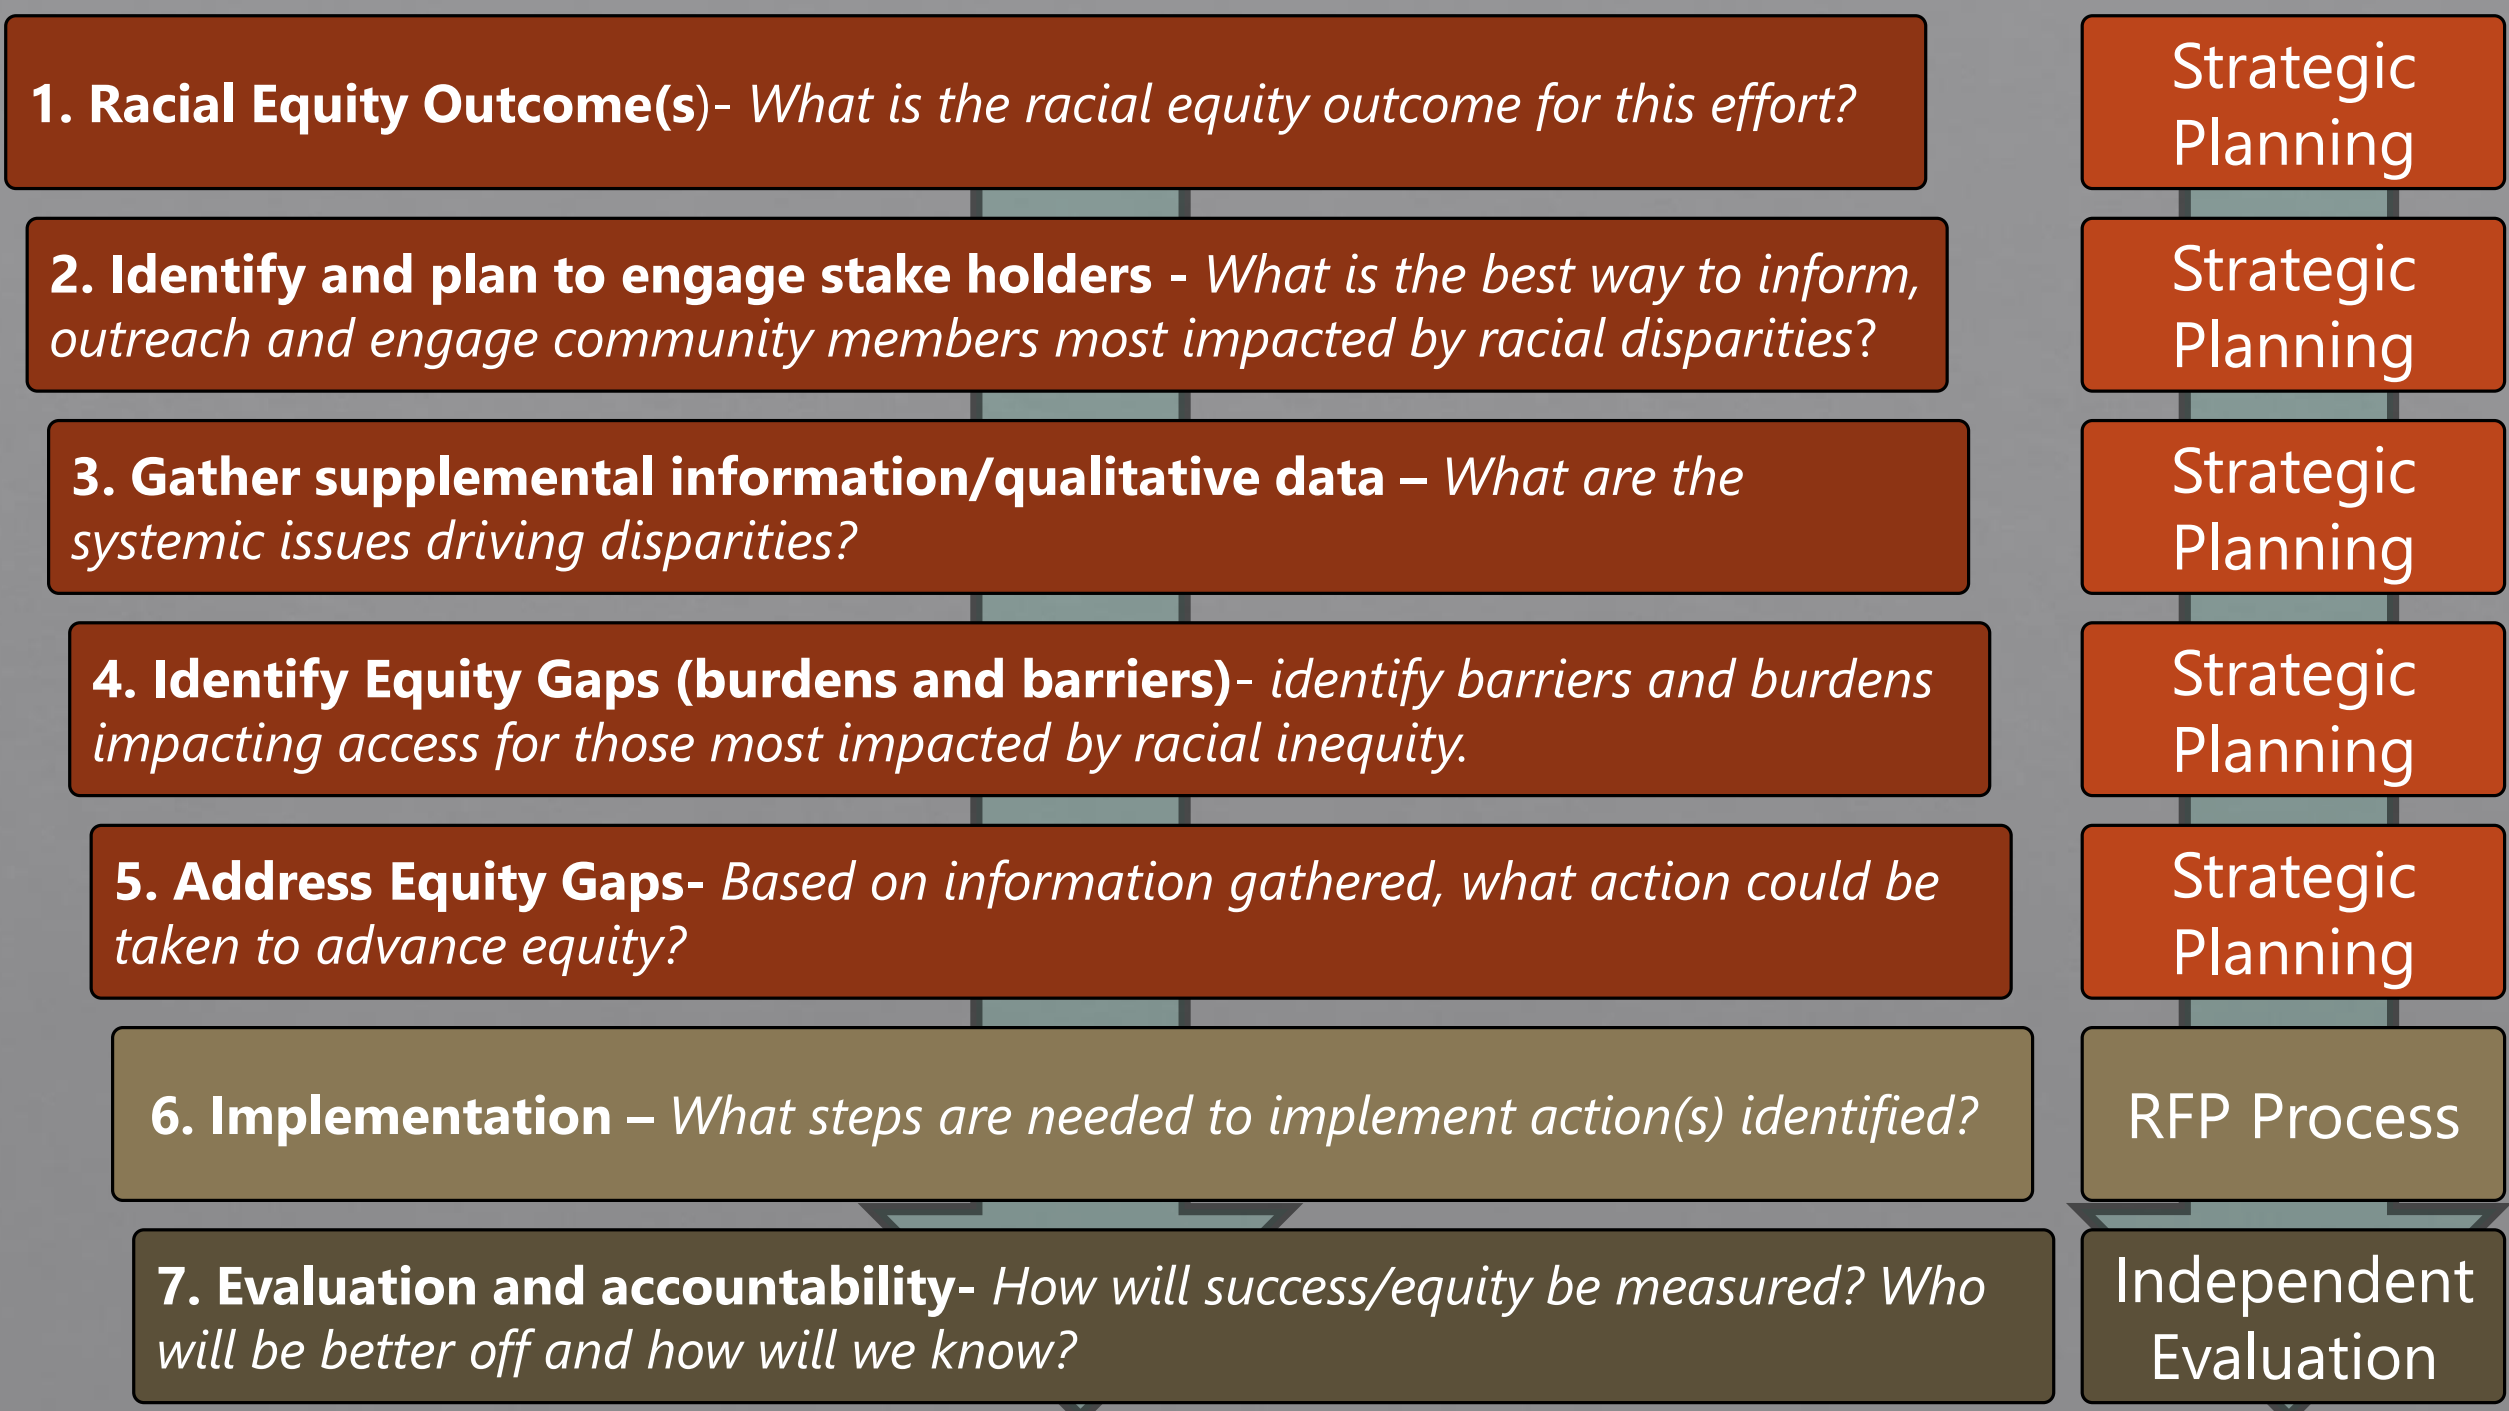 1. Racial Equity Outcome(s)- What is the racial equity outcome for this effort?
Strategic
Planning
2. Identify and plan to engage stake holders - What is the best way to inform,
outreach and engage community members most impacted by racial disparities?
Strategic
Planning
3. Gather supplemental information/qualitative data – What are the
systemic issues driving disparities?
Strategic
Planning
4. Identify Equity Gaps (burdens and barriers)- identify barriers and burdens
impacting access for those most impacted by racial inequity.
Strategic
Planning
5. Address Equity Gaps- Based on information gathered, what action could be
taken to advance equity?
Strategic
Planning
6. Implementation – What steps are needed to implement action(s) identified?
RFP Process
7. Evaluation and accountability- How will success/equity be measured? Who
will be better off and how will we know?
Independent
Evaluation